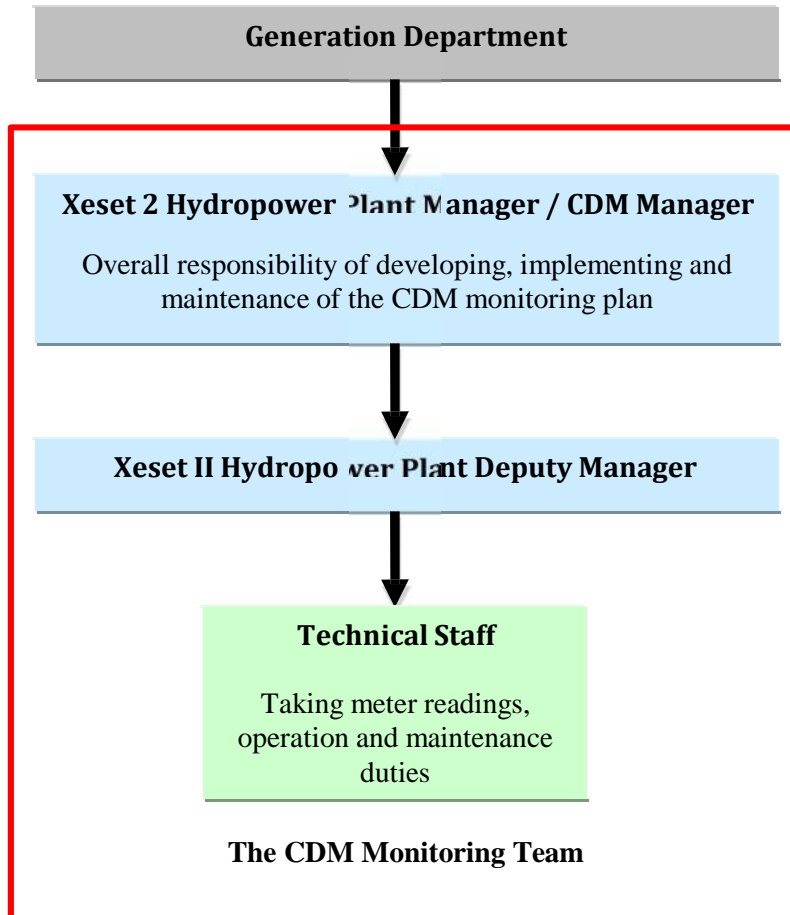 Generation Department
Xeset 2 Hydropower Plant Manager / CDM Manager
Overall responsibility of developing, implementing and
maintenance of the CDM monitoring plan
Xeset II Hydropower Plant Deputy Manager
Technical Staff
Taking meter readings,
operation and maintenance
duties
The CDM Monitoring Team